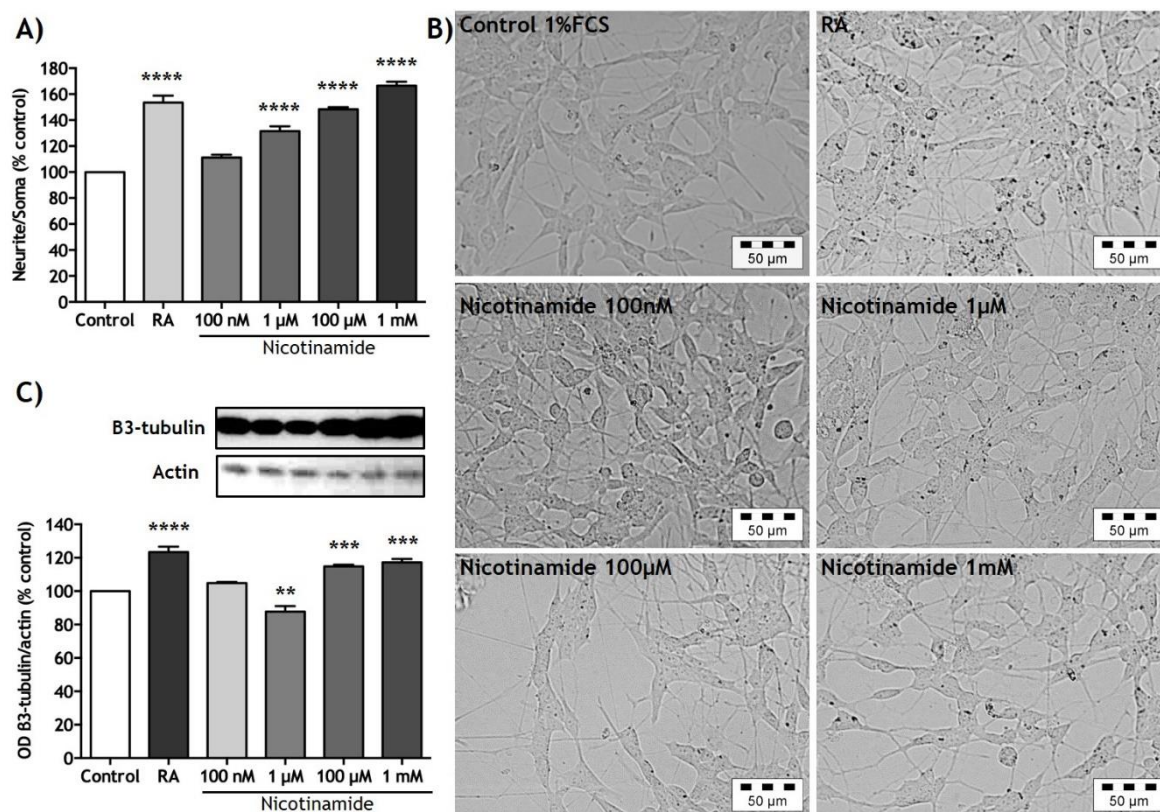 A)
Neurite/Soma (% control)
180
160
140
120
100
80
60
40
20
0
****
****
****
****
Control RA 100 nM 1 µM 100 µM 1 mM
Nicotinamide
B)
Control 1%FCS
50 µm
RA
50 µm
Nicotinamide 100nM
50 µm
Nicotinamide 1µM
50 µm
Nicotinamide 100µM
50 µm
Nicotinamide 1mM
50 µm
C)
B3-tubulin
Actin
OD B3-tubulin/actin (% control)
140
120
100
80
60
40
20
0
****
**
***
***
Control RA 100 nM 1 µM 100 µM 1 mM
Nicotinamide